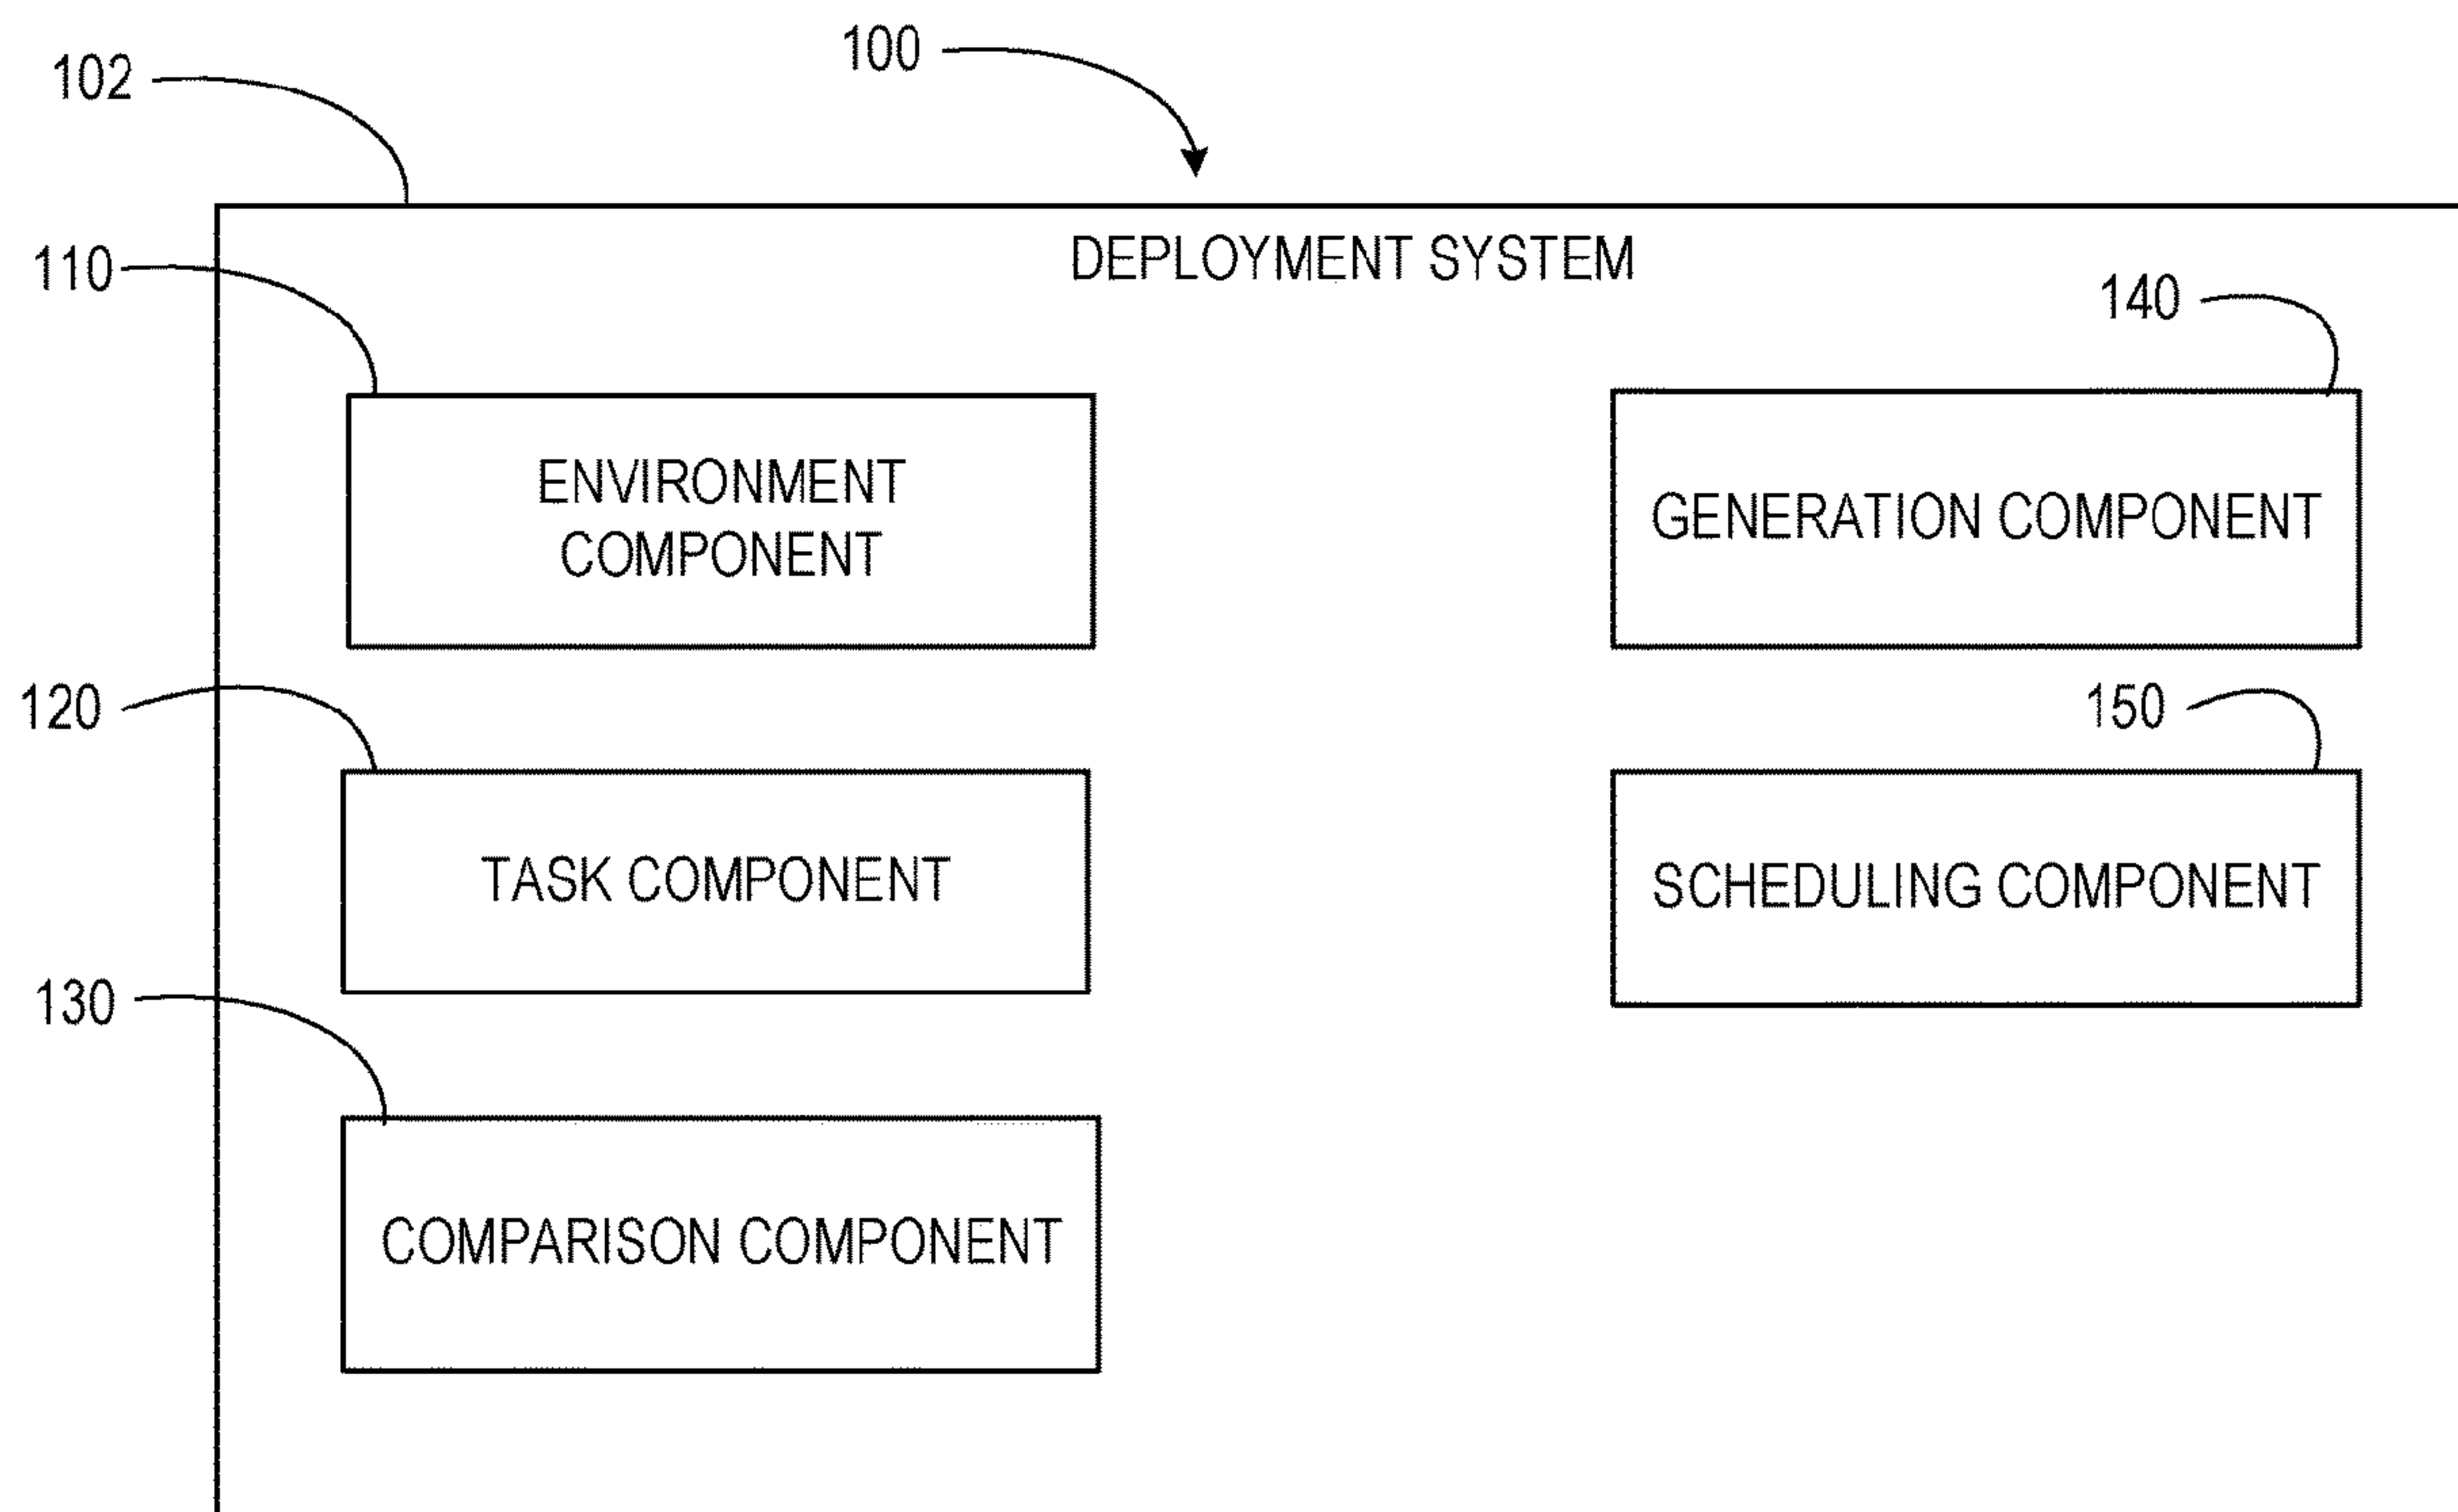 100
102
DEPLOYMENT SYSTEM
110
140
ENVIRONMENT
COMPONENT
GENERATION COMPONENT
120
150
TASK COMPONENT
SCHEDULING COMPONENT
130
COMPARISON COMPONENT